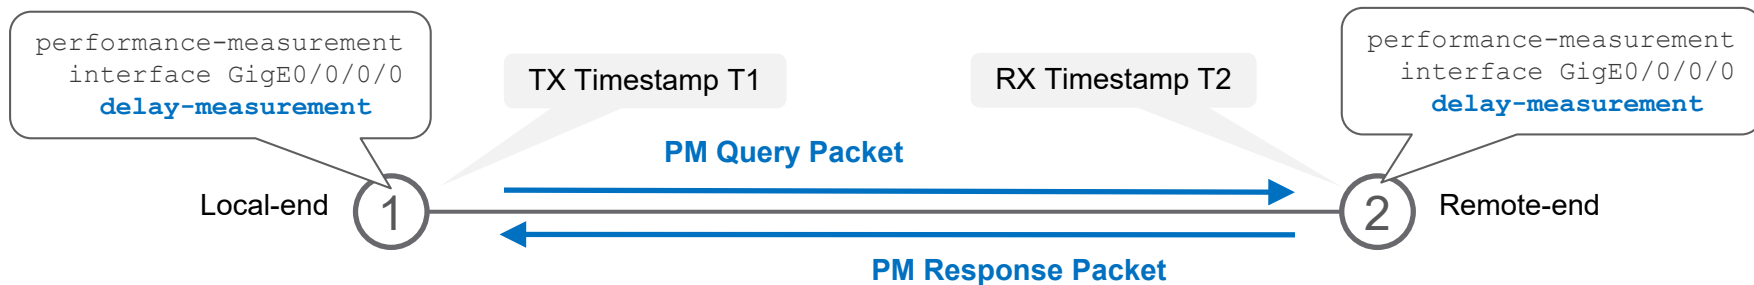 performance-measurement
interface GigE0/0/0/0
delay-measurement
TX Timestamp T1
RX Timestamp T2
performance-measurement
interface GigE0/0/0/0
delay-measurement
PM Query Packet
Local-end
1
2
Remote-end
PM Response Packet